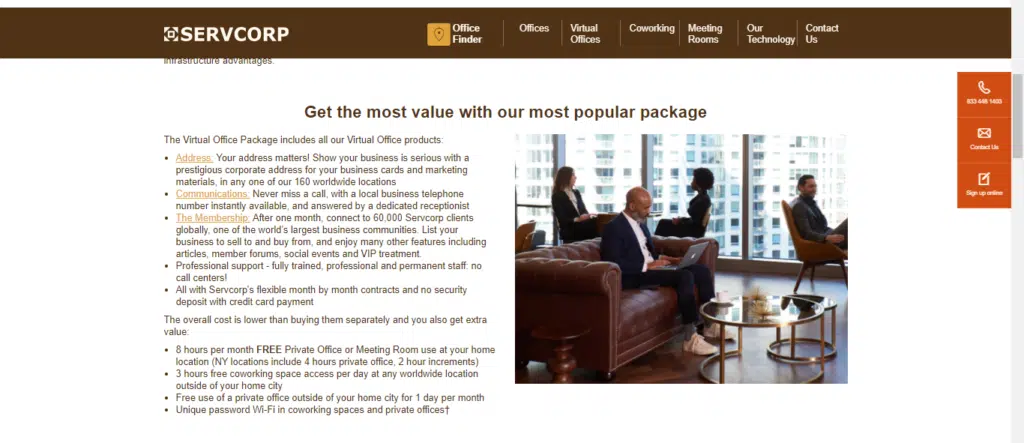 SERVCORP
Office
Finder
Offices
Virtual
Offices
Coworking
Meeting
Rooms
Our
Technology
Contact
Us
infrastructure advantages.
833 446 1403
Contact Us
Sign up online
Get the most value with our most popular package
The Virtual Office Package includes all our Virtual Office products:
Address: Your address matters! Show your business is serious with a
prestigious corporate address for your business cards and marketing
materials, in any one of our 160 worldwide locations
Communications: Never miss a call, with a local business telephone
number instantly available, and answered by a dedicated receptionist
The Membership: After one month, connect to 60,000 Servcorp clients
globally, one of the world's largest business communities. List your
business to sell to and buy from, and enjoy many other features including
articles, member forums, social events and VIP treatment.
Professional support - fully trained, professional and permanent staff: no
call centers!
All with Servcorp's flexible month by month contracts and no security
deposit with credit card payment
The overall cost is lower than buying them separately and you also get extra
value:
8 hours per month FREE Private Office or Meeting Room use at your home
location (NY locations include 4 hours private office, 2 hour increments)
3 hours free coworking space access per day at any worldwide location
outside of your home city
Free use of a private office outside of your home city for 1 day per month
Unique password Wi-Fi in coworking spaces and private offices†